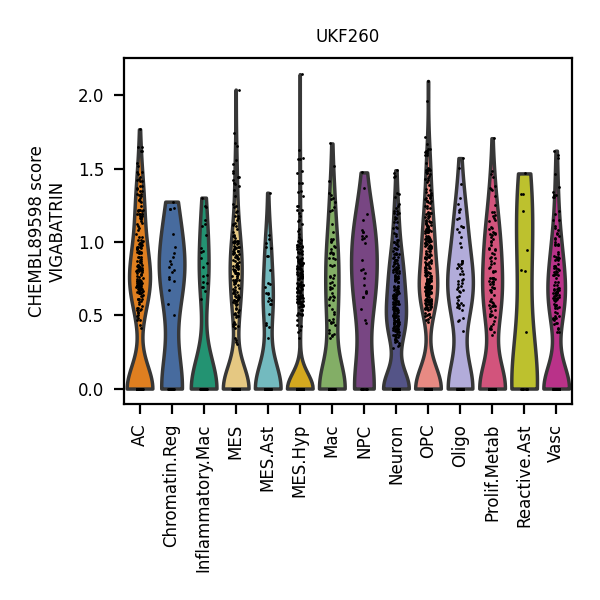 UKF260
CHEMBL89598 score
VIGABATRIN
2.0
1.5
1.0
0.5
0.0
AC
Chromatin.Reg
Inflammatory.Mac
MES
MES.Ast
MES.Hyp
Mac
NPC
Neuron
OPC
Oligo
Prolif.Metab
Reactive.Ast
Vasc